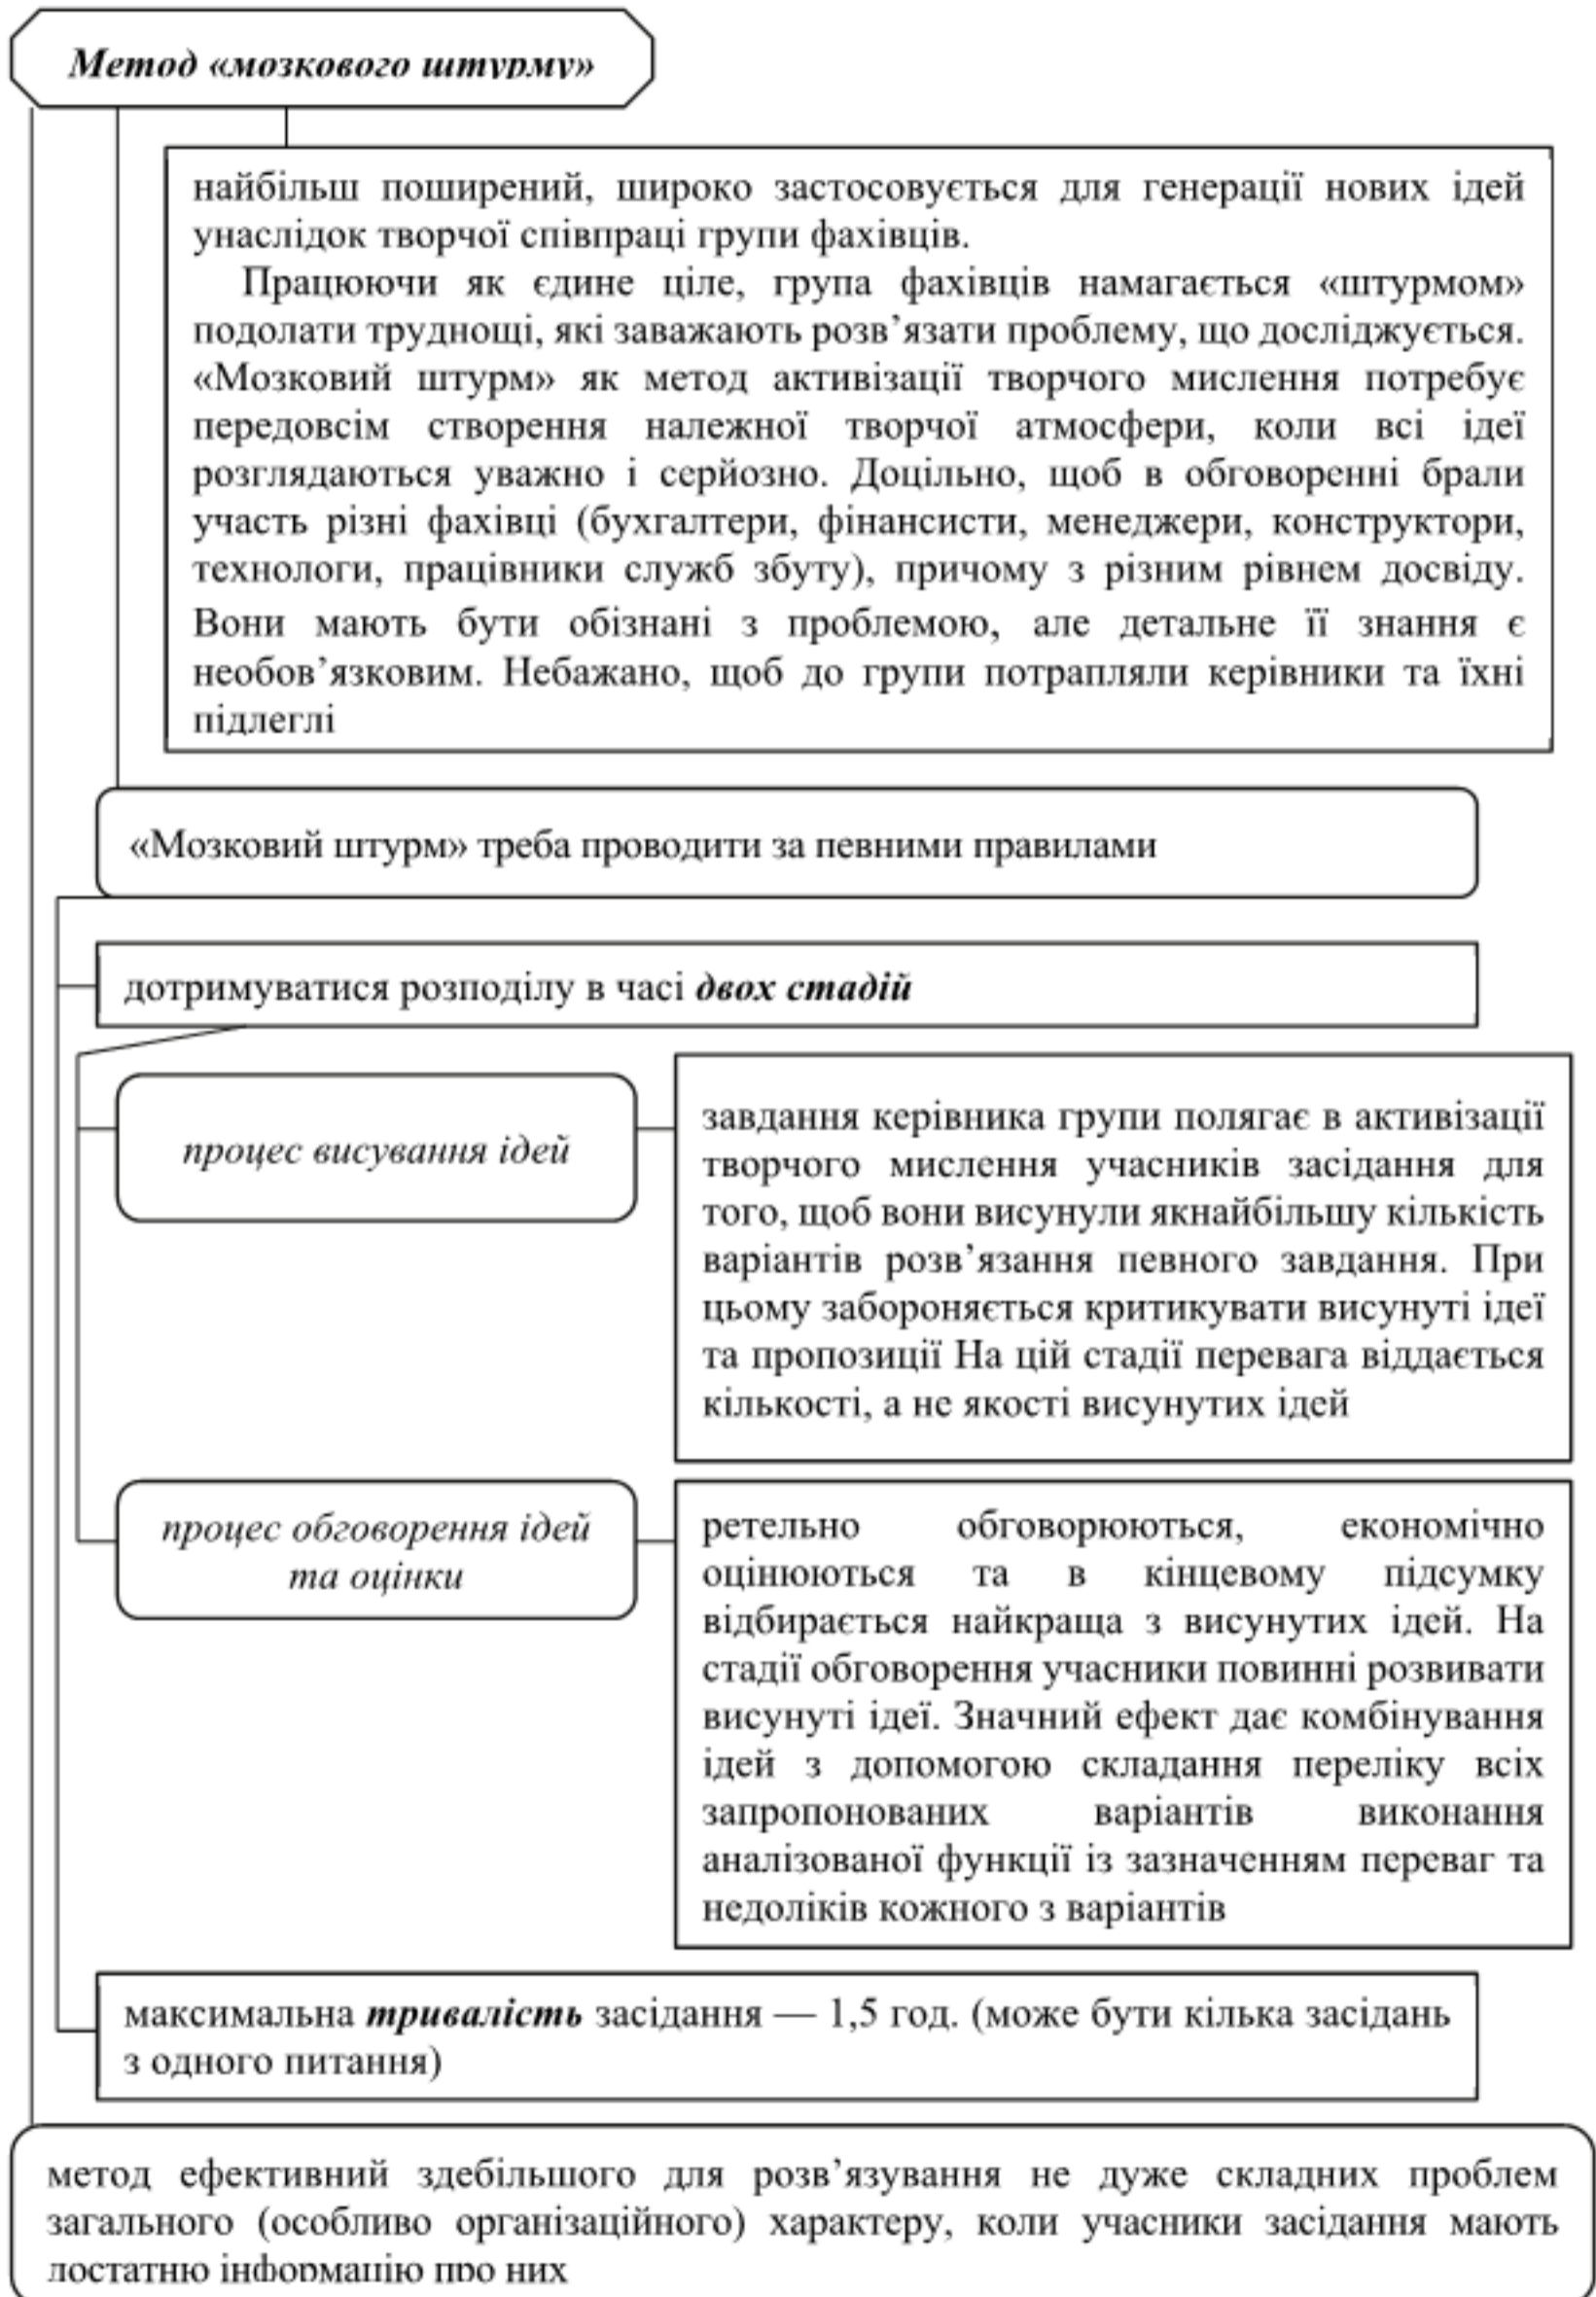 Метод «мозкового штурму»
найбільш поширений, широко застосовується для генерації нових ідей
унаслідок творчої співпраці групи фахівців.
Працюючи як єдине ціле, група фахівців намагається «штурмом»
подолати труднощі, які заважають розв’язати проблему, що досліджується.
«Мозковий штурм» як метод активізації творчого мислення потребує
передовсім створення належної творчої атмосфери, коли всі ідеї
розглядаються уважно і серйозно. Доцільно, щоб в обговоренні брали
участь різні фахівці (бухгалтери, фінансисти, менеджери, конструктори,
технологи, працівники служб збуту), причому з різним рівнем досвіду.
Вони мають бути обізнані з проблемою, але детальне її знання є
необов’язковим. Небажано, щоб до групи потрапляли керівники та їхні
підлеглі
«Мозковий штурм» треба проводити за певними правилами
дотримуватися розподілу в часі двох стадій
процес висування ідей
завдання керівника групи полягає в активізації
творчого мислення учасників засідання для
того, щоб вони висунули якнайбільшу кількість
варіантів розв’язання певного завдання. При
цьому забороняється критикувати висунуті ідеї
та пропозиції На цій стадії перевага віддається
кількості, а не якості висунутих ідей
процес обговорення ідей
та оцінки
ретельно обговорюються, економічно
оцінюються та в кінцевому підсумку
відбирається найкраща з висунутих ідей. На
стадії обговорення учасники повинні розвивати
висунуті ідеї. Значний ефект дає комбінування
ідей з допомогою складання переліку всіх
запропонованих варіантів виконання
аналізованої функції із зазначенням переваг та
недоліків кожного з варіантів
максимальна тривалість засідання — 1,5 год. (може бути кілька засідань
з одного питання)
метод ефективний здебільшого для розв’язування не дуже складних проблем
загального (особливо організаційного) характеру, коли учасники засідання мають
достатню інформацію про них